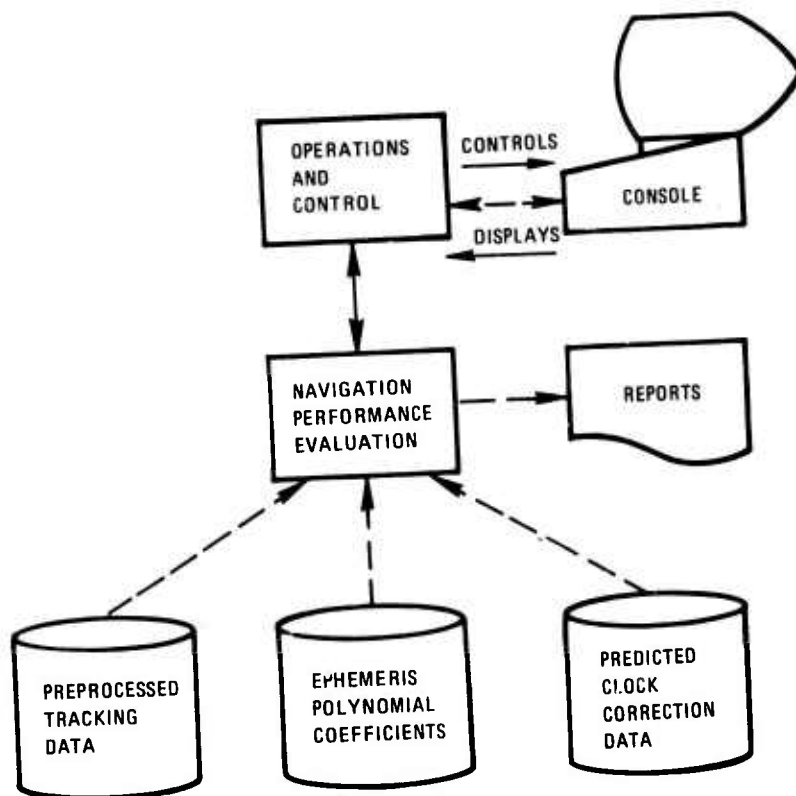 OPERATIONS
AND
CONTROL
CONTROLS
CONSOLE
DISPLAYS
NAVIGATION
PERFORMANCE
EVALUATION
REPORTS
PREPROCESSED
TRACKING
DATA
EPHEMERIS
POLYNOMIAL
COEFFICIENTS
PREDICTED
CLOCK
CORRECTION
DATA